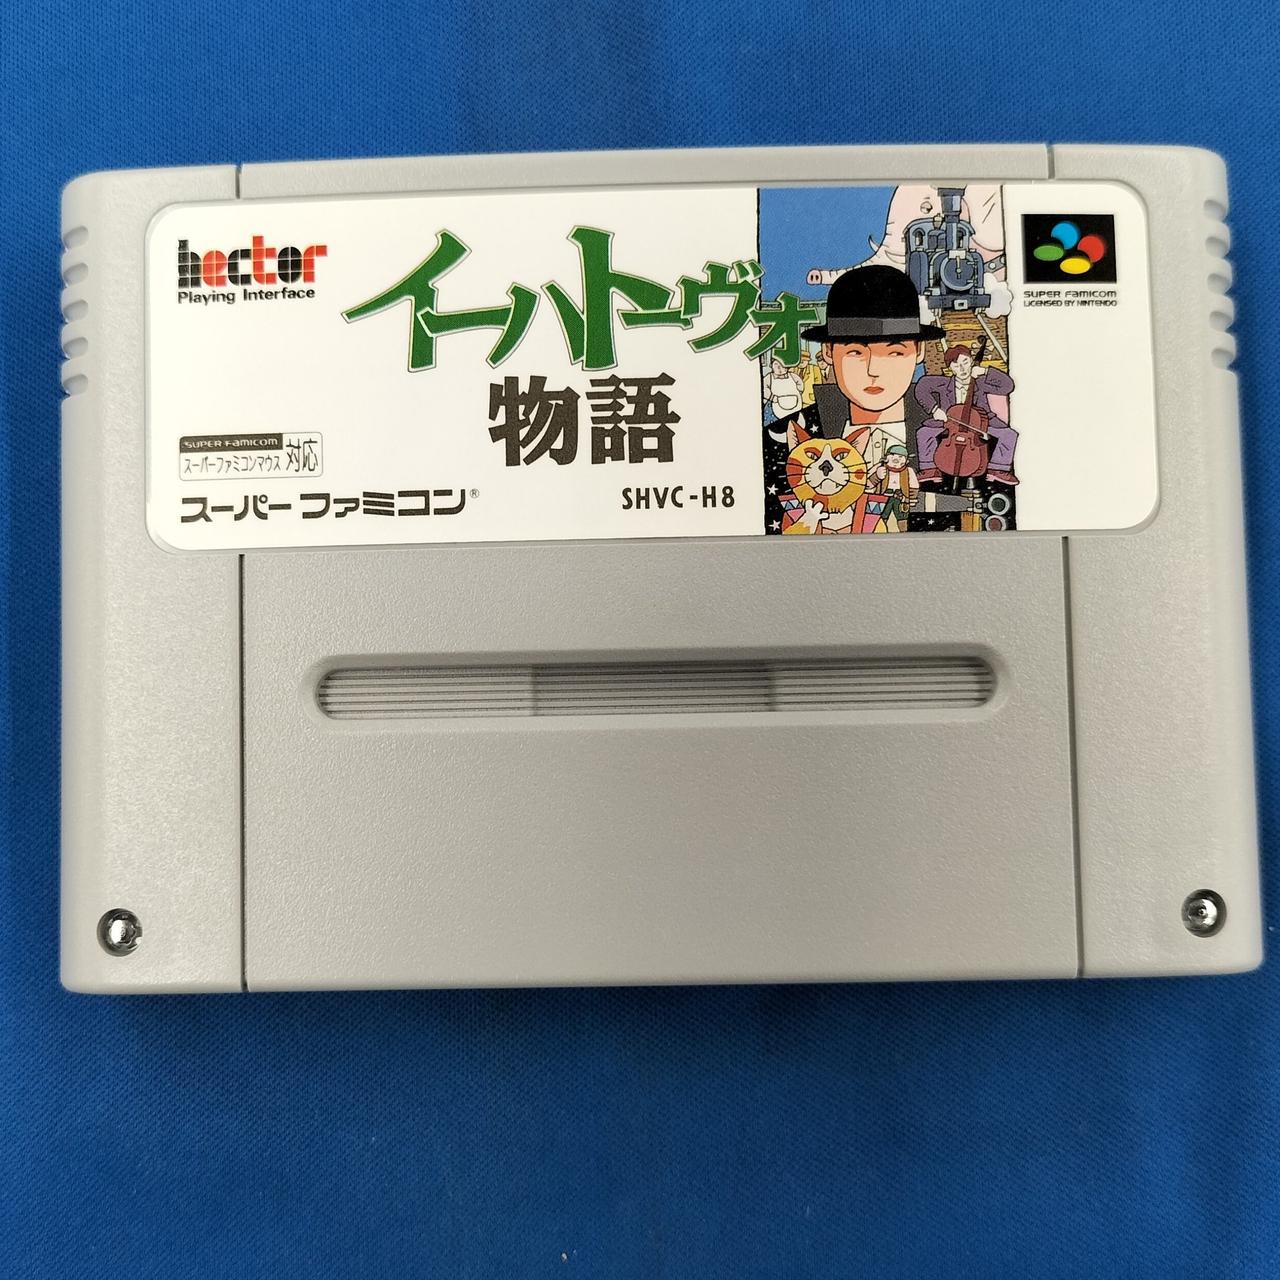 hector
Playing Interface
イーハトーヴォ
物語
SUPER FAMICOM
LICENSED BY NINTENDO
SUPER FAMICOM
スーパーファミコンマウス 対応
スーパーファミコン®
SHVC-H8